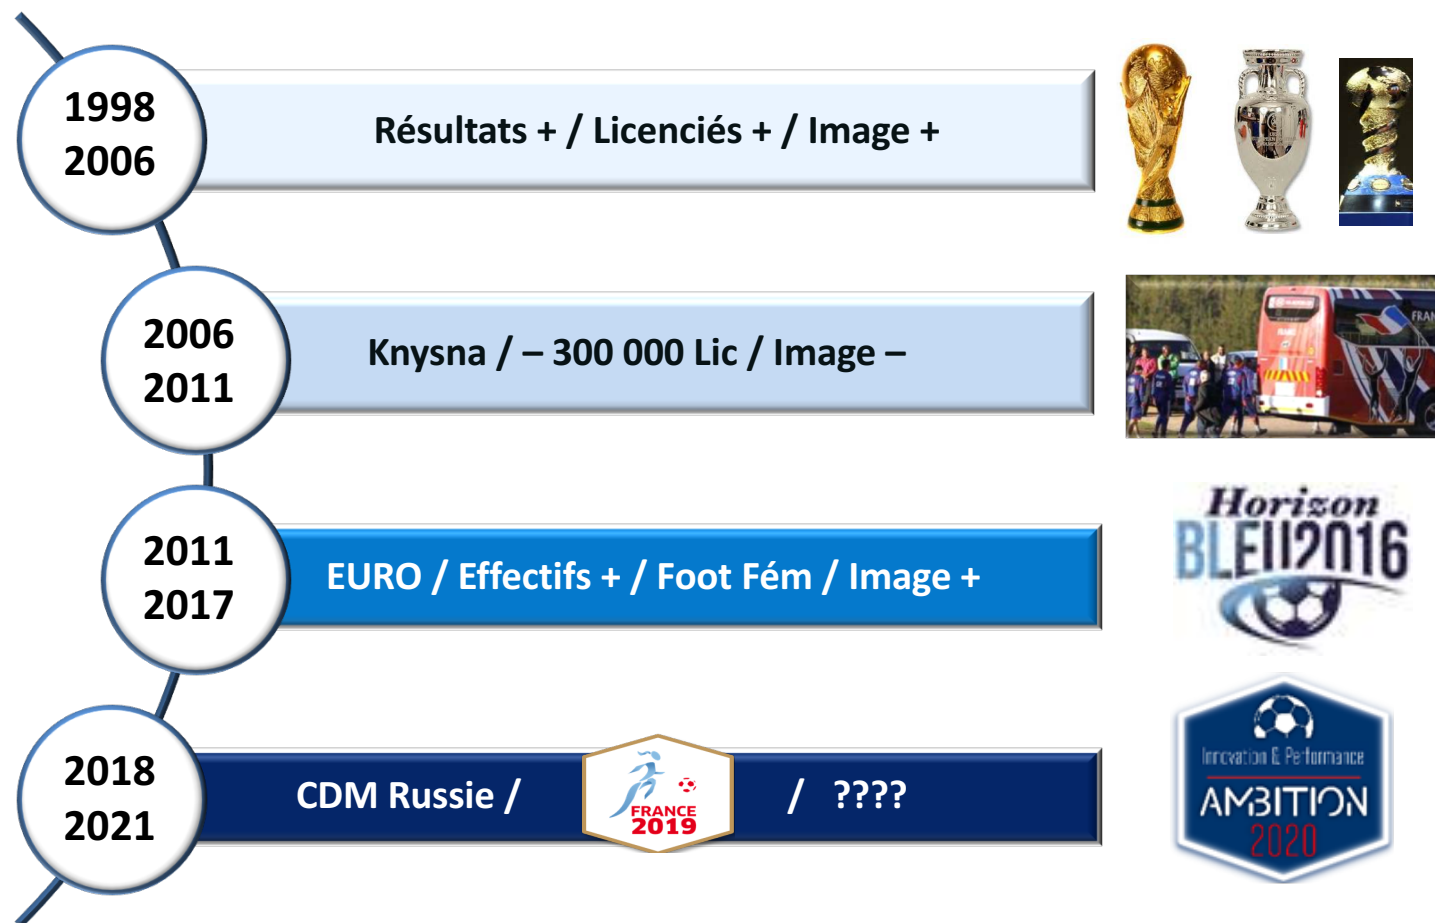 1998
2006
Résultats + / Licenciés + / Image +
2006
2011
Knysna / – 300 000 Lic / Image –
FRAN
2011
2017
EURO / Effectifs + / Foot Fém / Image +
Horizon
BLEU2016
2018
2021
CDM Russie /
FRANCE
2019
/ ????
Innovation & Performance
AMBITION
2020